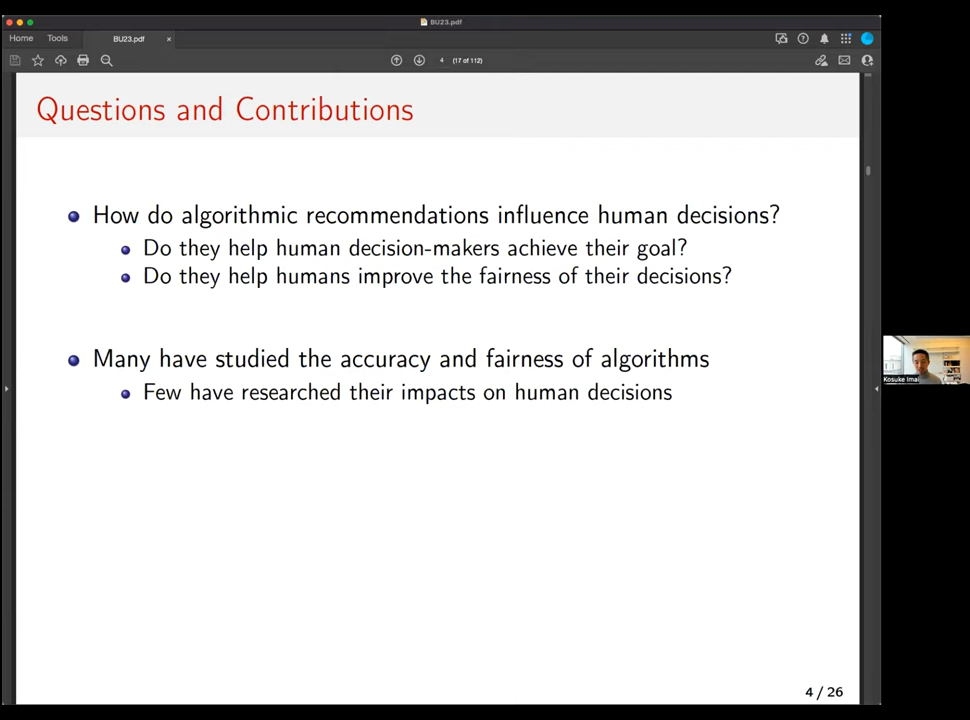 BU23.pdf
Home Tools BU23.pdf ×
4 (17 of 112)
Questions and Contributions
How do algorithmic recommendations influence human decisions?
Do they help human decision-makers achieve their goal?
Do they help humans improve the fairness of their decisions?
Many have studied the accuracy and fairness of algorithms
Few have researched their impacts on human decisions
Kosuke Imai
4 / 26